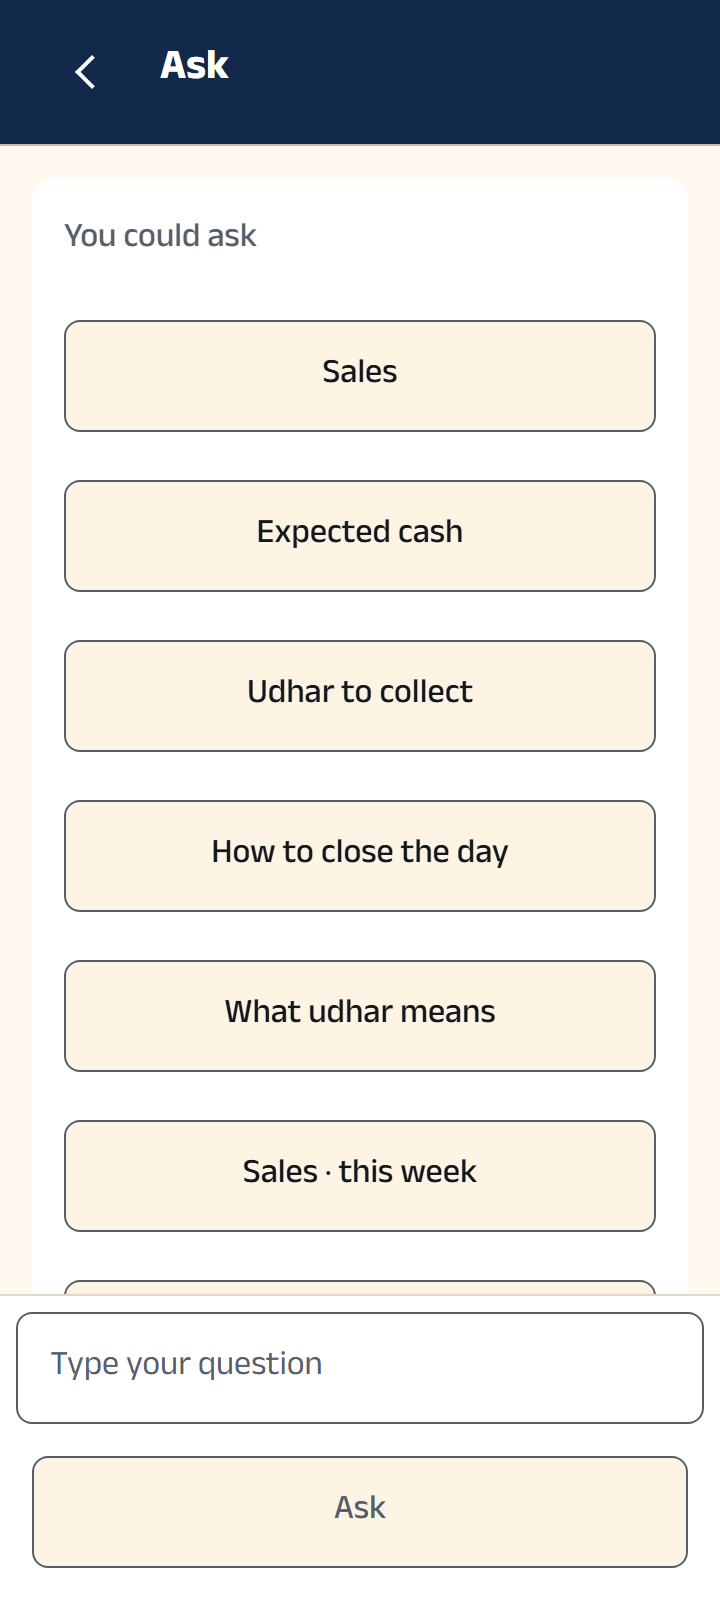 Ask
You could ask
Sales
Expected cash
Udhar to collect
How to close the day
What udhar means
Sales · this week
Type your question
Ask